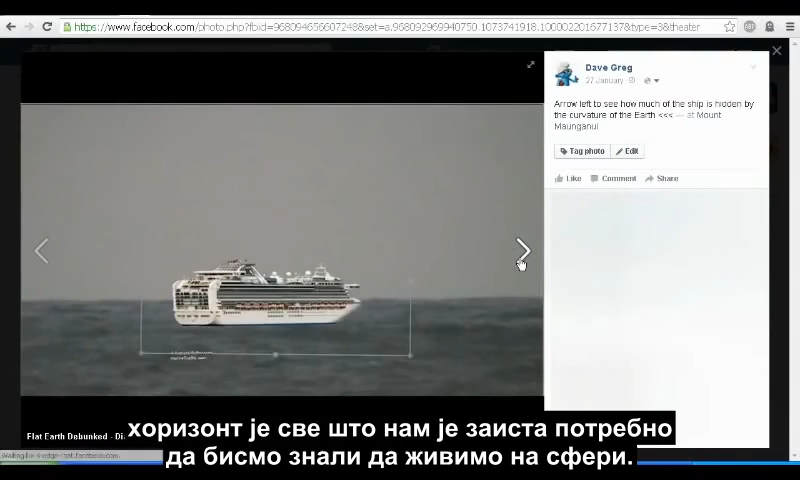 https://www.facebook.com/photo.php?fbid=968094656607248&set=a.968092969940750.1073741918.100002201677137&type=3&theater
Dave Greg
27 January
Arrow left to see how much of the ship is hidden by
the curvature of the Earth <<< — at Mount
Maunganui
Tag photo
Edit
Like
Comment
Share
Flat Earth Debunked -
хоризонт је све што нам је заиста потребно
да бисмо знали да живимо на сфери.